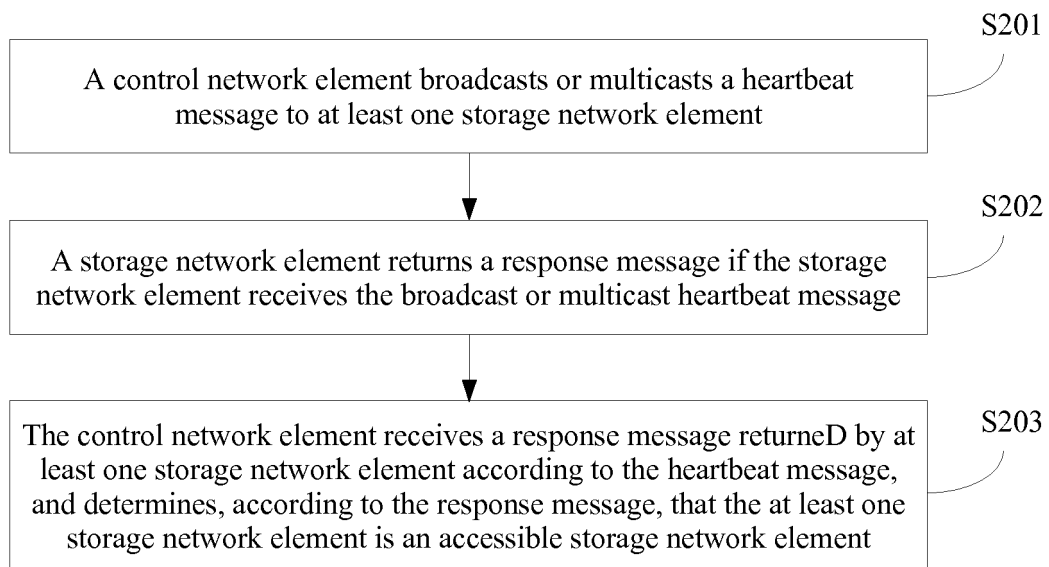 S201
A control network element broadcasts or multicasts a heartbeat
message to at least one storage network element
S202
A storage network element returns a response message if the storage
network element receives the broadcast or multicast heartbeat message
S203
The control network element receives a response message returneD by at
least one storage network element according to the heartbeat message,
and determines, according to the response message, that the at least one
storage network element is an accessible storage network element